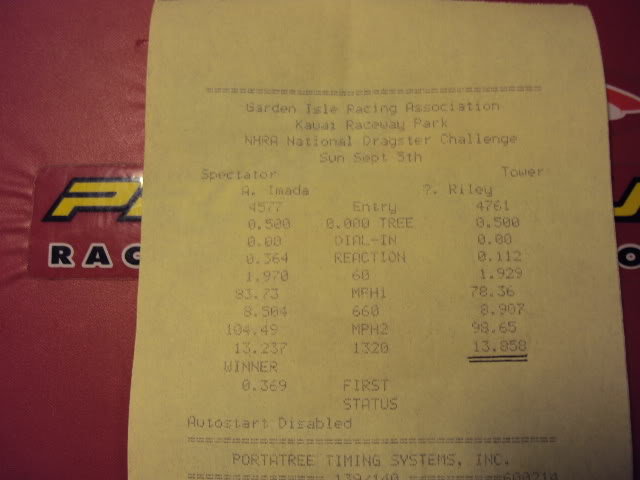 ================================================
Garden Isle Racing Association
Kauai Raceway Park
NHRA National Dragster Challenge
Sun Sept 5th
Spectator Tower
A. Imada ?. Riley
4577 Entry 4761
0.500 0.000 TREE 0.500
0.00 DIAL-IN 0.00
0.364 REACTION 0.112
1.970 60 1.929
83.73 MPH1 78.36
8.504 660 8.907
104.49 MPH2 98.65
13.237 1320 13.858
WINNER
0.369 FIRST
STATUS
Autostart Disabled
================================================
PORTATREE TIMING SYSTEMS, INC.
RAC